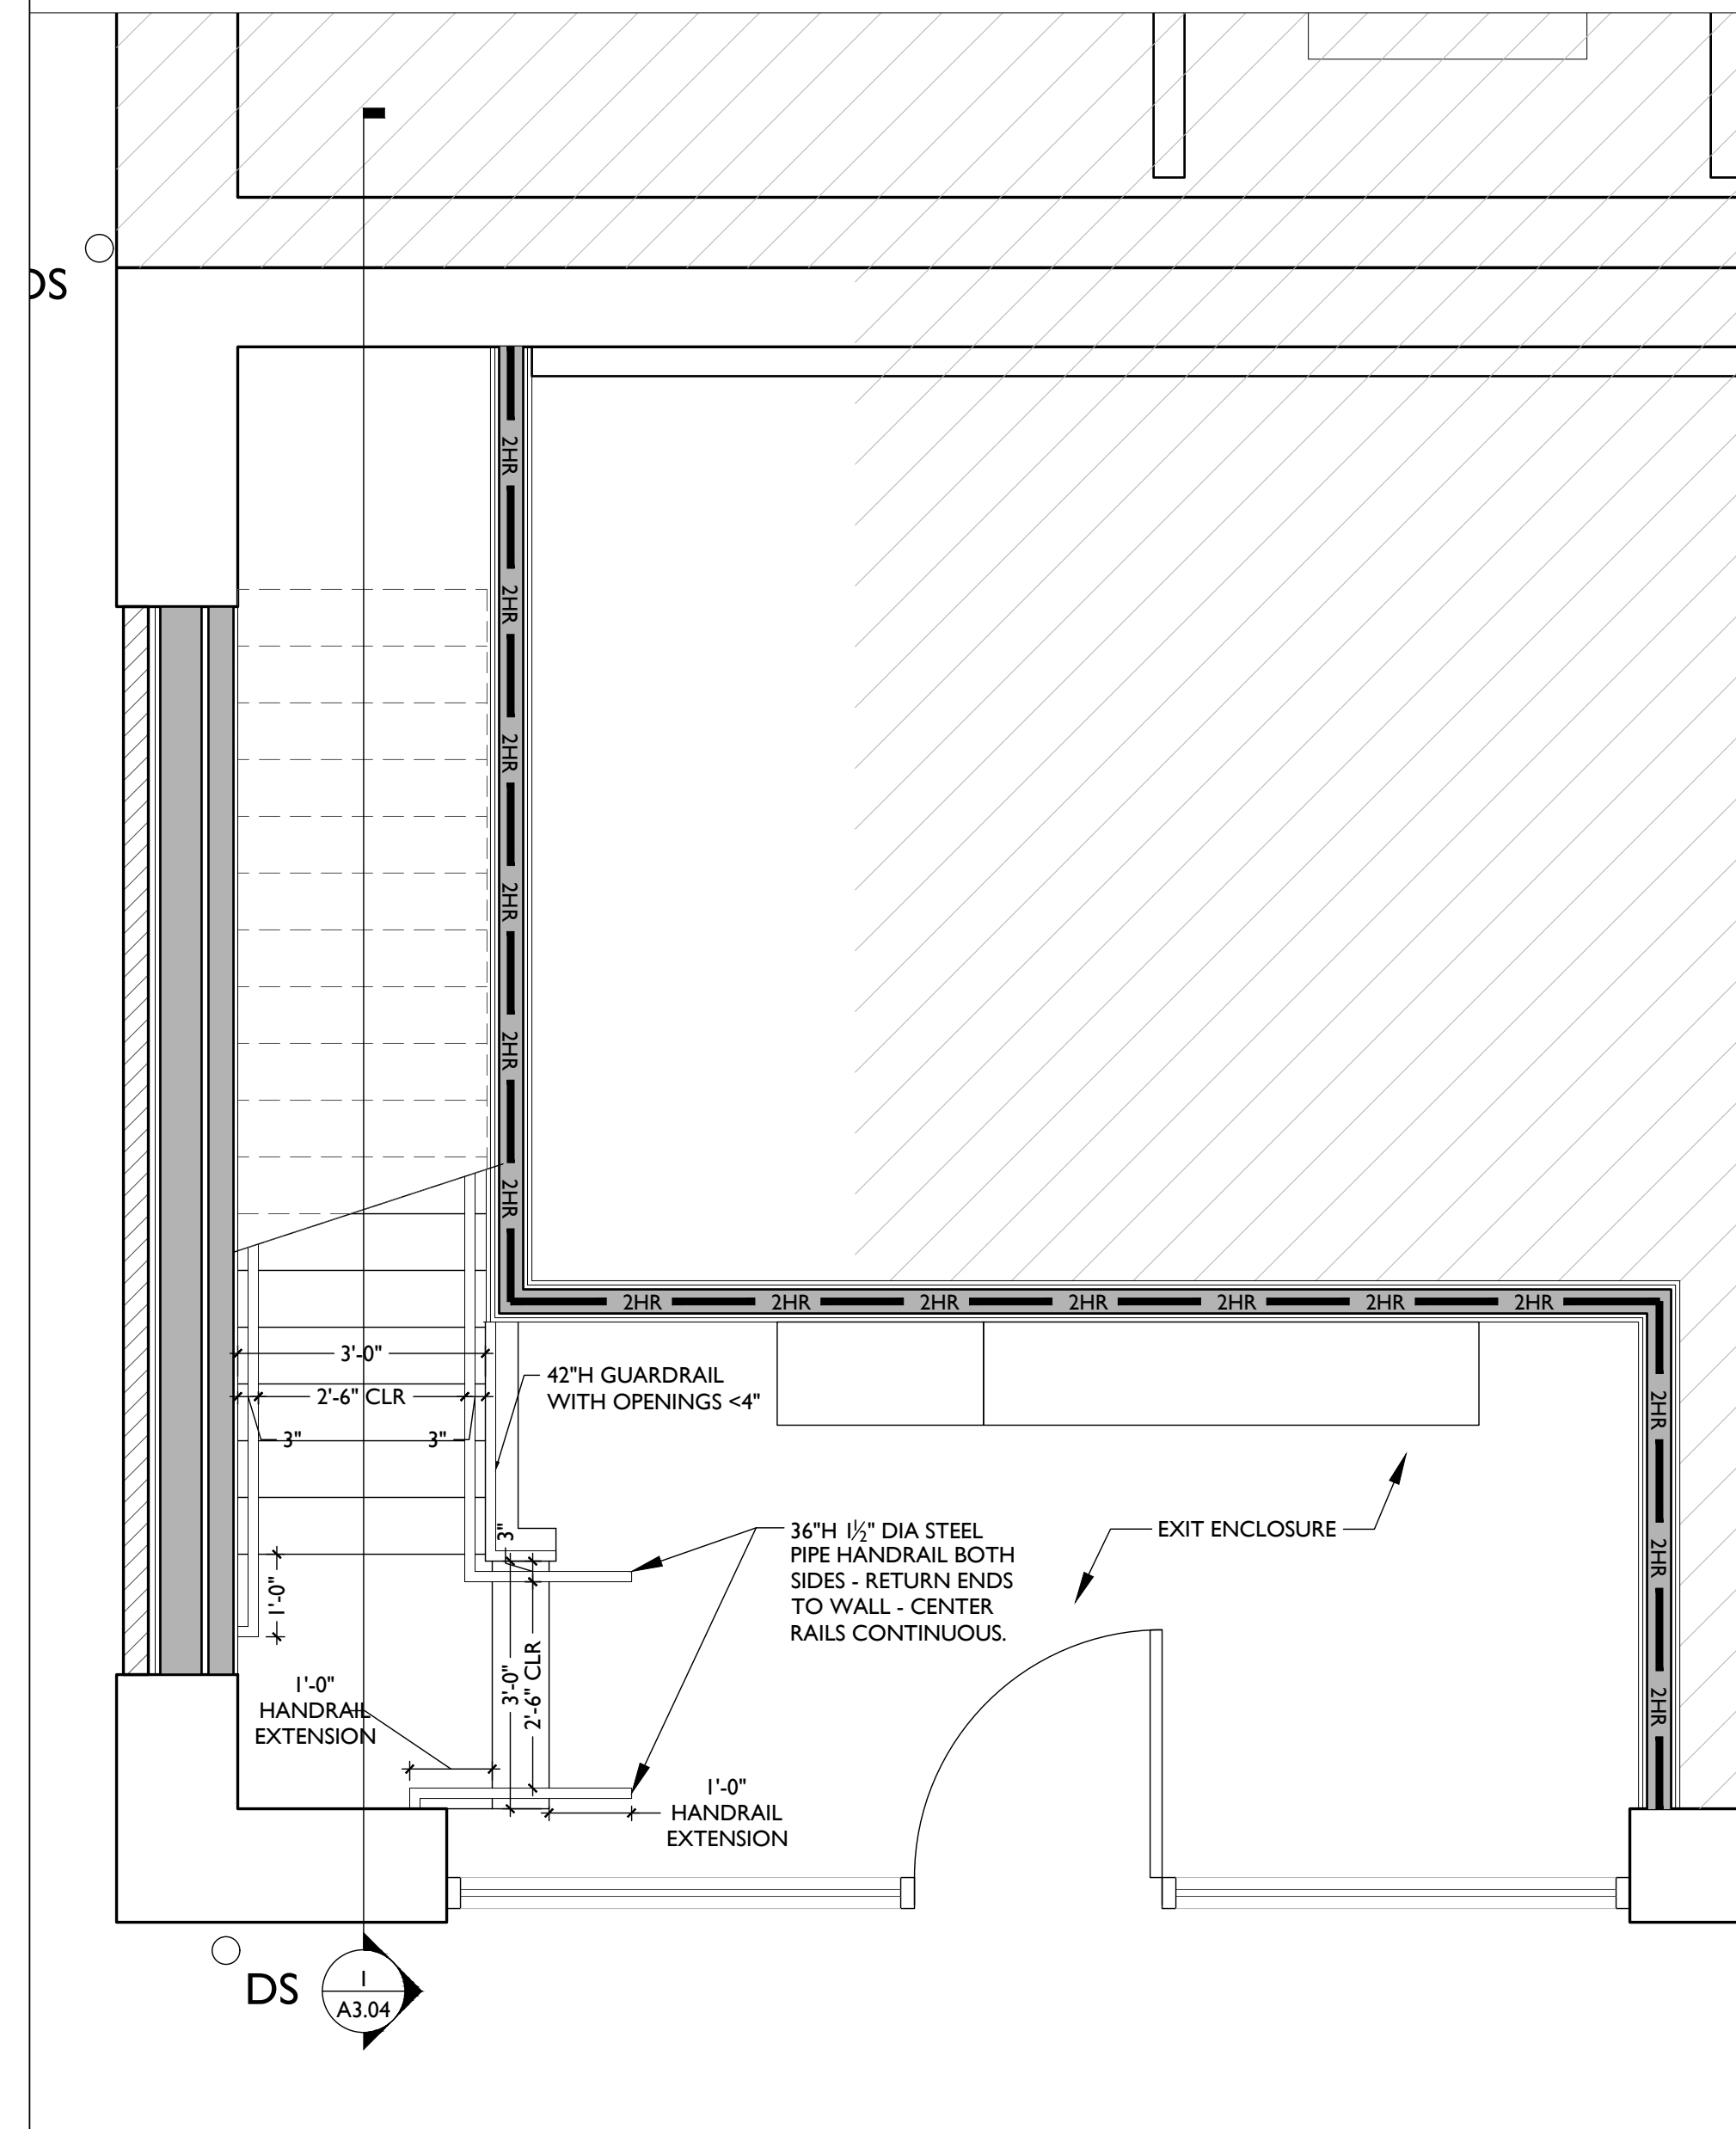 DS
2HR
2HR
2HR
2HR
2HR
2HR
2HR
2HR
2HR
2HR
2HR
2HR
2HR
2HR
3'-0"
42"H GUARDRAIL
WITH OPENINGS <4"
2'-6" CLR
3"
3"
2HR
3"
36"H 1½" DIA STEEL
PIPE HANDRAIL BOTH
SIDES - RETURN ENDS
TO WALL - CENTER
RAILS CONTINUOUS.
EXIT ENCLOSURE
2HR
1'-0"
3'-0"
2'-6" CLR
2HR
1'-0"
HANDRAIL
EXTENSION
1'-0"
HANDRAIL
EXTENSION
DS
1
A3.04